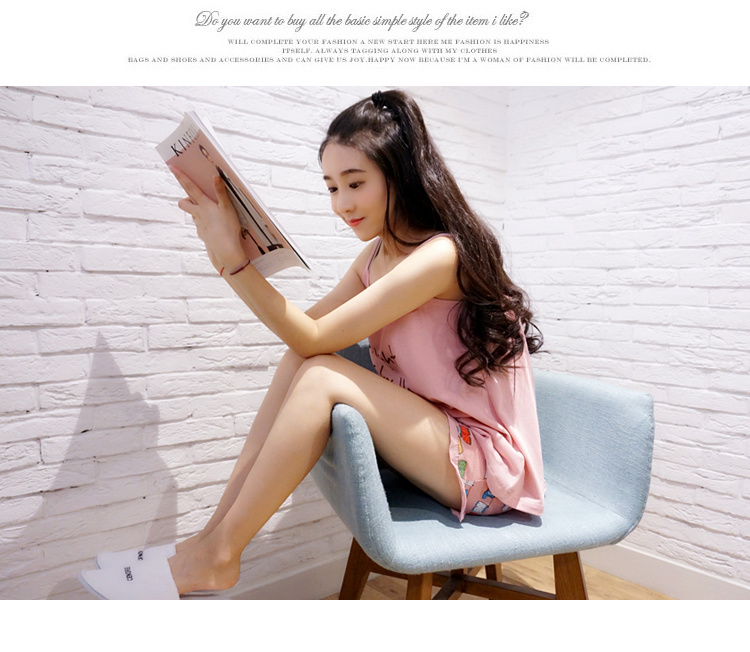 Do you want to buy all the basic simple style of the item i like?
WILL COMPLETE YOUR FASHION A NEW START HERE ME FASHION IS HAPPINESS
ITSELF. ALWAYS TAGGING ALONG WITH MY CLOTHES
BAGS AND SHOES AND ACCESSORIES AND CAN GIVE US JOY.HAPPY NOW BECAUSE I'M A WOMAN OF FASHION WILL BE COMPLETED.